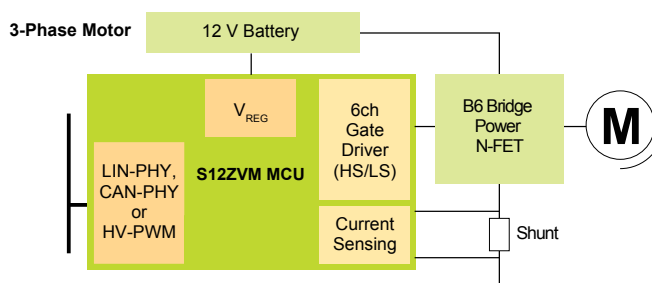 3-Phase Motor
12 V Battery
VREG
6ch
Gate
Driver
(HS/LS)
B6 Bridge
Power
N-FET
M
LIN-PHY,
CAN-PHY
or
HV-PWM
S12ZVM MCU
Current
Sensing
Shunt